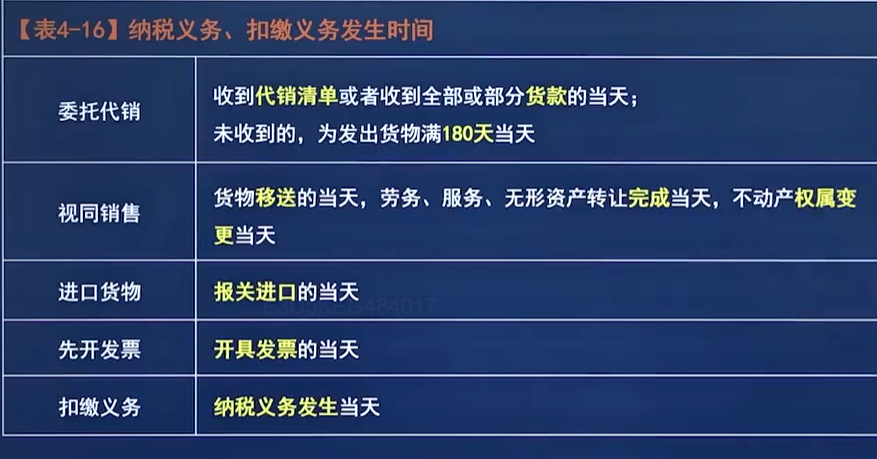 【表4-16】纳税义务、扣缴义务发生时间
委托代销
收到代销清单或者收到全部或部分货款的当天；
未收到的，为发出货物满180天当天
视同销售
货物移送的当天，劳务、服务、无形资产转让完成当天，不动产权属变
更当天
进口货物
报关进口的当天
先开发票
开具发票的当天
扣缴义务
纳税义务发生当天